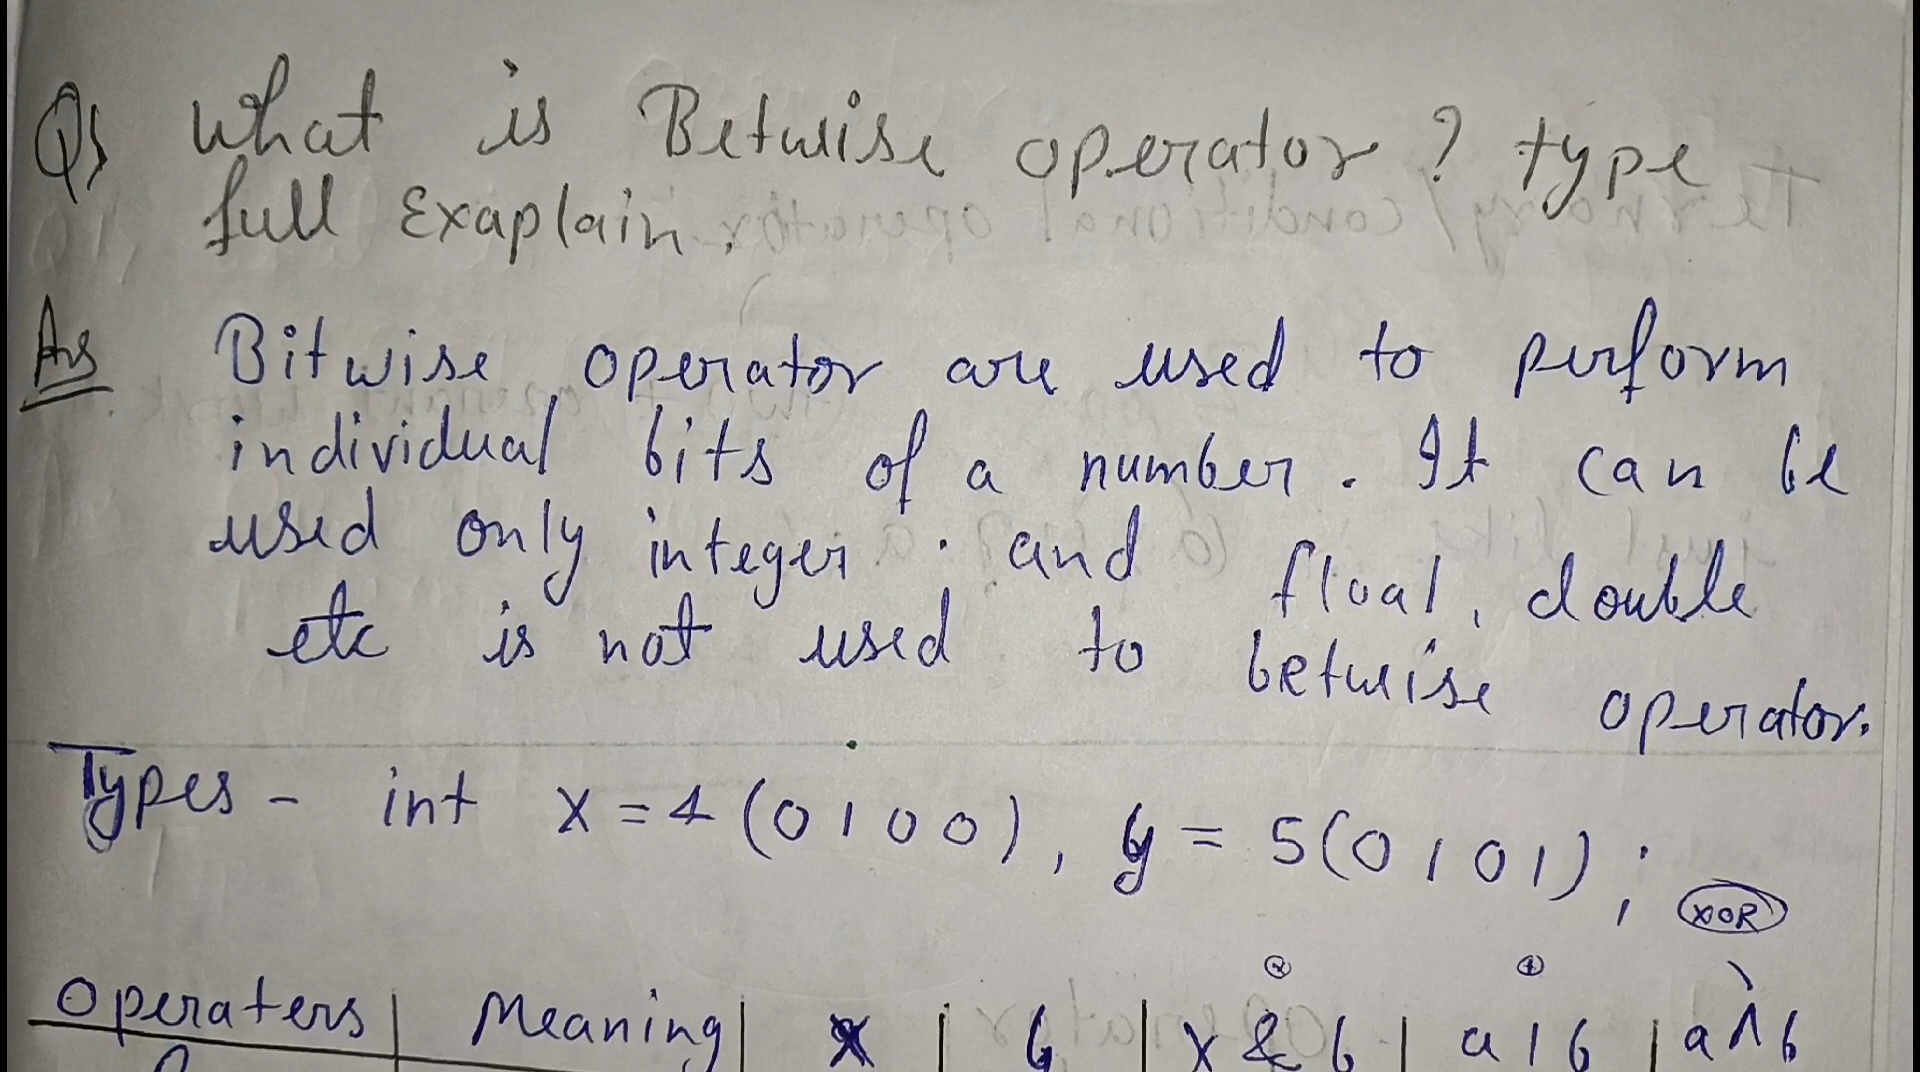 Qs What is Betwise operator? type
full Exaplain.
Ans Bitwise operator are used to perform
individual bits of a number. It can be
used only integer. and float, double
etc is not used to betwise operator.
Types - int x = 4 (0100), y = 5(0101);
XOR
Operaters | Meaning | x | b | x & b | a | b | a ^ b